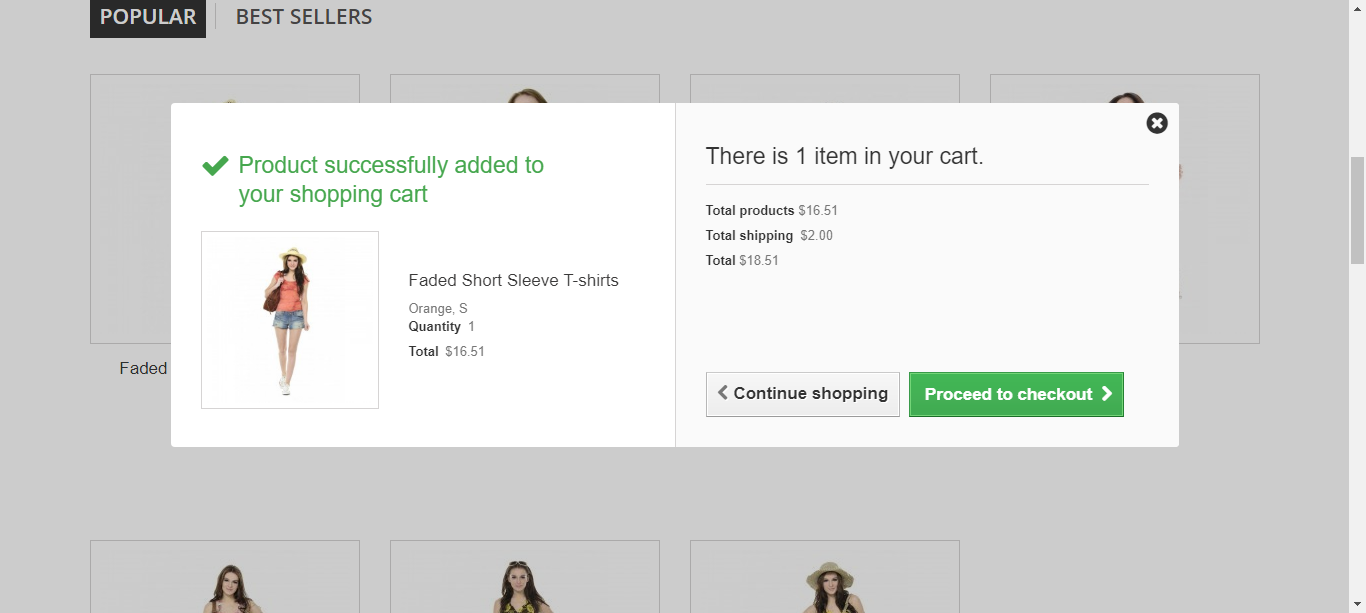 POPULAR
BEST SELLERS
Product successfully added to
your shopping cart
Faded Short Sleeve T-shirts
Orange, S
Quantity 1
Total $16.51
There is 1 item in your cart.
Total products $16.51
Total shipping $2.00
Total $18.51
Continue shopping
Proceed to checkout
Faded